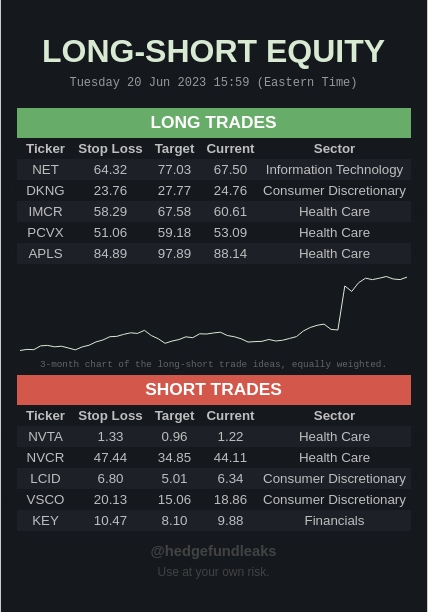 LONG-SHORT EQUITY
Tuesday 20 Jun 2023 15:59 (Eastern Time)
LONG TRADES
Ticker Stop Loss Target Current Sector
NET 64.32 77.03 67.50 Information Technology
DKNG 23.76 27.77 24.76 Consumer Discretionary
IMCR 58.29 67.58 60.61 Health Care
PCVX 51.06 59.18 53.09 Health Care
APLS 84.89 97.89 88.14 Health Care
3-month chart of the long-short trade ideas, equally weighted.
SHORT TRADES
Ticker Stop Loss Target Current Sector
NVTA 1.33 0.96 1.22 Health Care
NVCR 47.44 34.85 44.11 Health Care
LCID 6.80 5.01 6.34 Consumer Discretionary
VSCO 20.13 15.06 18.86 Consumer Discretionary
KEY 10.47 8.10 9.88 Financials
@hedgefundleaks
Use at your own risk.